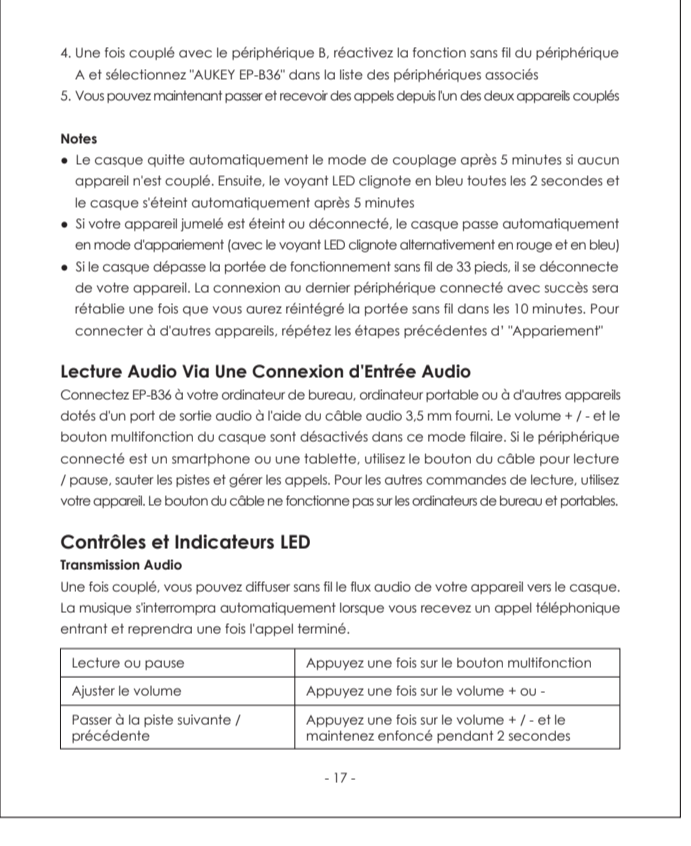 4. Une fois couplé avec le périphérique B, réactivez la fonction sans fil du périphérique
A et sélectionnez "AUKEY EP-B36" dans la liste des périphériques associés
5. Vous pouvez maintenant passer et recevoir des appels depuis l'un des deux appareils couplés
Notes
● Le casque quitte automatiquement le mode de couplage après 5 minutes si aucun
appareil n'est couplé. Ensuite, le voyant LED clignote en bleu toutes les 2 secondes et
le casque s'éteint automatiquement après 5 minutes
● Si votre appareil jumelé est éteint ou déconnecté, le casque passe automatiquement
en mode d'appariement (avec le voyant LED clignote alternativement en rouge et en bleu)
● Si le casque dépasse la portée de fonctionnement sans fil de 33 pieds, il se déconnecte
de votre appareil. La connexion au dernier périphérique connecté avec succès sera
rétablie une fois que vous aurez réintégré la portée sans fil dans les 10 minutes. Pour
connecter à d'autres appareils, répétez les étapes précédentes d' "Appariement"
Lecture Audio Via Une Connexion d'Entrée Audio
Connectez EP-B36 à votre ordinateur de bureau, ordinateur portable ou à d'autres appareils
dotés d'un port de sortie audio à l'aide du câble audio 3,5 mm fourni. Le volume + / - et le
bouton multifonction du casque sont désactivés dans ce mode filaire. Si le périphérique
connecté est un smartphone ou une tablette, utilisez le bouton du câble pour lecture
/ pause, sauter les pistes et gérer les appels. Pour les autres commandes de lecture, utilisez
votre appareil. Le bouton du câble ne fonctionne pas sur les ordinateurs de bureau et portables.
Contrôles et Indicateurs LED
Transmission Audio
Une fois couplé, vous pouvez diffuser sans fil le flux audio de votre appareil vers le casque.
La musique s'interrompra automatiquement lorsque vous recevez un appel téléphonique
entrant et reprendra une fois l'appel terminé.
Lecture ou pause Appuyez une fois sur le bouton multifonction
Ajuster le volume Appuyez une fois sur le volume + ou -
Passer à la piste suivante / Appuyez une fois sur le volume + / - et le
précédente maintenez enfoncé pendant 2 secondes
- 17 -